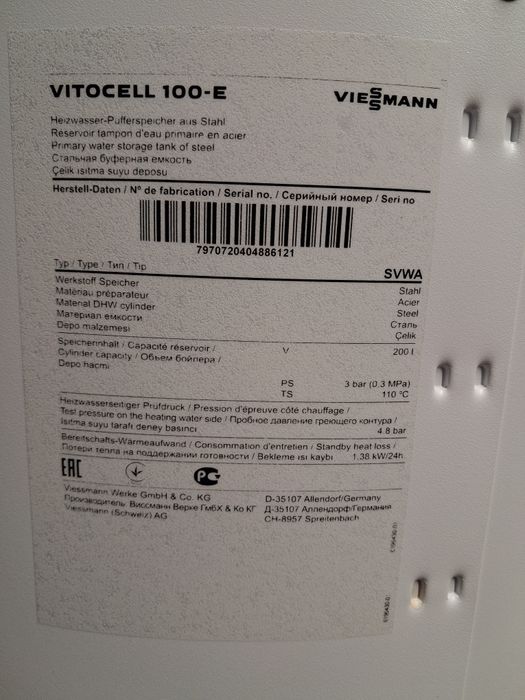 VITOCELL 100-E
VIESSMANN
Heizwasser-Pufferspeicher aus Stahl
Réservoir tampon d'eau primaire en acier
Primary water storage tank of steel
Стальная буферная емкость
Çelik ısıtma suyu deposu
Herstell-Daten / N° de fabrication / Serial no. / Серийный номер / Seri no
7970720404886121
Typ / Type / Тип / Tip
SVWA
Werkstoff Speicher Stahl
Matériau préparateur Acier
Material DHW cylinder Steel
Материал емкости Сталь
Depo malzemesi Çelik
Speicherinhalt / Capacité réservoir / V 200 l
Cylinder capacity / Объем бойлера /
Depo hacmi
PS 3 bar (0.3 MPa)
TS 110 °C
Heizwasserseitiger Prüfdruck / Pression d'épreuve côté chauffage /
Test pressure on the heating water side / Пробное давление греющего контура /
Isıtma suyu tarafı deney basıncı 4.8 bar
Bereitschafts-Wärmeaufwand / Consommation d'entretien / Standby heat loss /
Потери тепла на поддержании готовности / Bekleme ısı kaybı 1.38 kW/24h
EAC
PC
Viessmann Werke GmbH & Co. KG D-35107 Allendorf/Germany
Производитель: Виссманн Верке ГмбХ & Ко КГ Д-35107 Аллендорф/Германия
Viessmann (Schweiz) AG CH-8957 Spreitenbach